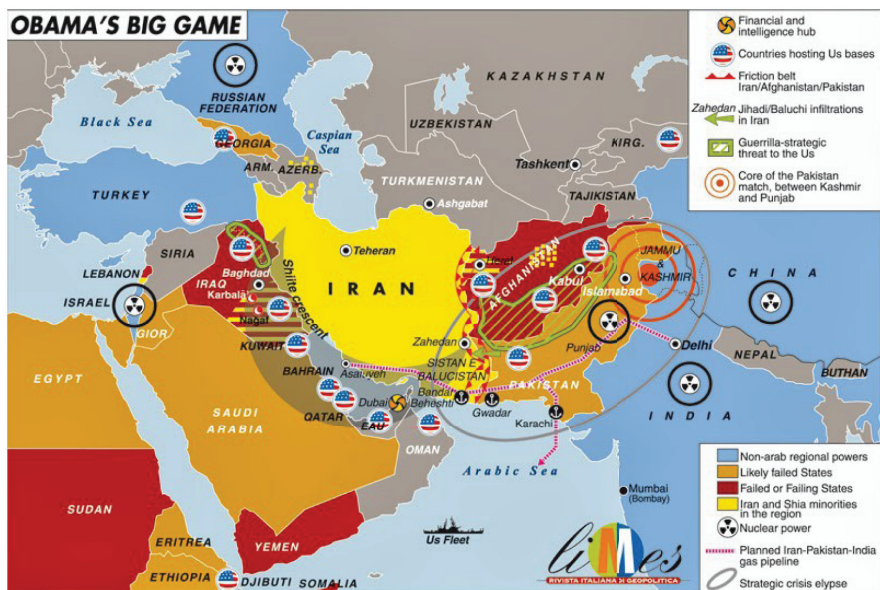 OBAMA'S BIG GAME
Financial and
intelligence hub
Countries hosting Us bases
Friction belt
Iran/Afghanistan/Pakistan
Zahedan Jihadi/Baluchi infiltrations
in Iran
Guerrilla-strategic
threat to the Us
Core of the Pakistan
match, between Kashmir
and Punjab
RUSSIAN
FEDERATION
KAZAKHSTAN
Black Sea
Caspian
Sea
GEORGIA
UZBEKISTAN
KIRG.
ARM.
AZERB.
Tashkent
TURKEY
TURKMENISTAN
TAJIKISTAN
Ashgabat
SIRIA
Teheran
LEBANON
Baghdad
Herat
AFGHANISTAN
Kabul
JAMMU
&
KASHMIR
Islamabad
CHINA
ISRAEL
IRAQ
Karbala
IRAN
Nagaf
Shiite crescent
GIOR.
KUWAIT
Zahedan
Punjab
Delhi
NEPAL
BUTHAN
EGYPT
BAHRAIN
Asaluyeh
SISTAN E
BALUCISTAN
PAKISTAN
SAUDI
ARABIA
QATAR
Dubai
Bandar
Beheshti
Gwadar
Karachi
INDIA
EAU
OMAN
Arabic Sea
Mumbai
(Bombay)
SUDAN
ERITREA
YEMEN
Us Fleet
ETHIOPIA
DJIBUTI
SOMALIA
liMes
RIVISTA ITALIANA DI GEOPOLITICA
Non-arab regional powers
Likely failed States
Failed or Failing States
Iran and Shia minorities
in the region
Nuclear power
Planned Iran-Pakistan-India
gas pipeline
Strategic crisis elypse